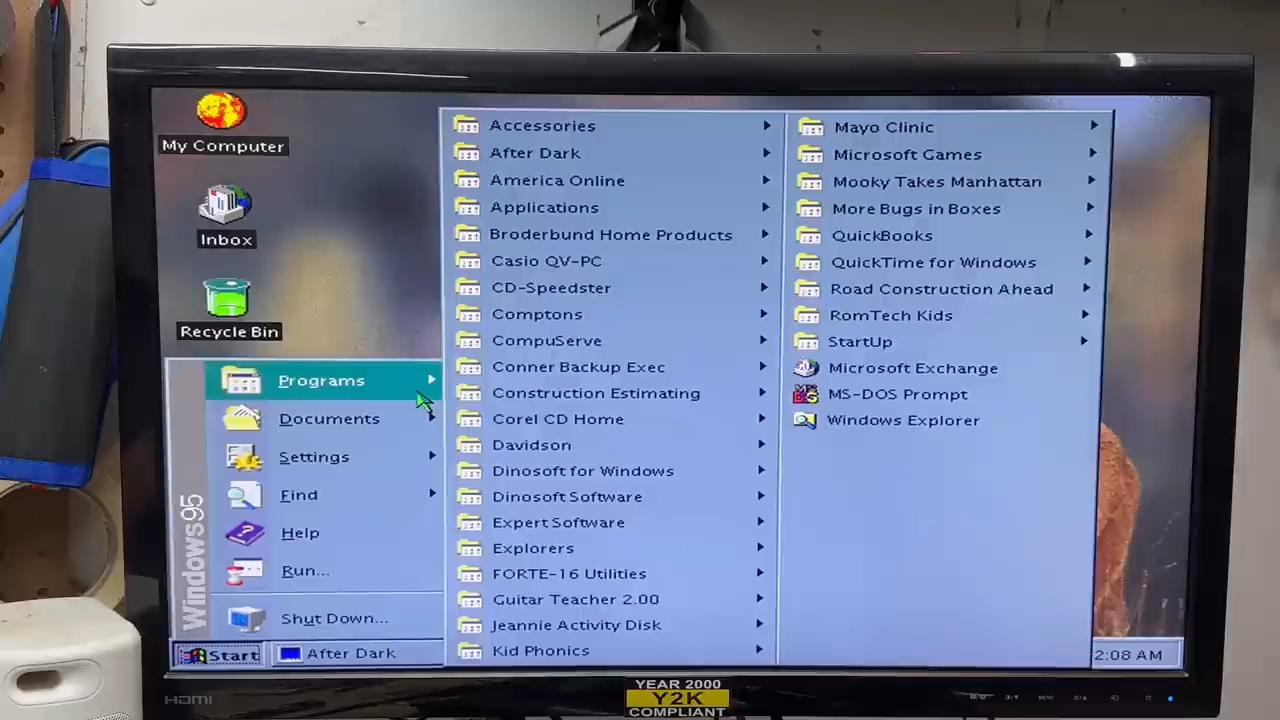 My Computer
Inbox
Recycle Bin
Programs
Documents
Settings
Find
Help
Run...
Shut Down...
Windows95
Start
After Dark
Accessories
After Dark
America Online
Applications
Broderbund Home Products
Casio QV-PC
CD-Speedster
Comptons
CompuServe
Conner Backup Exec
Construction Estimating
Corel CD Home
Davidson
Dinosoft for Windows
Dinosoft Software
Expert Software
Explorers
FORTE-16 Utilities
Guitar Teacher 2.00
Jeannie Activity Disk
Kid Phonics
Mayo Clinic
Microsoft Games
Mooky Takes Manhattan
More Bugs in Boxes
QuickBooks
QuickTime for Windows
Road Construction Ahead
RomTech Kids
StartUp
Microsoft Exchange
MS-DOS Prompt
Windows Explorer
2:08 AM
HDMI
YEAR 2000
Y2K
COMPLIANT